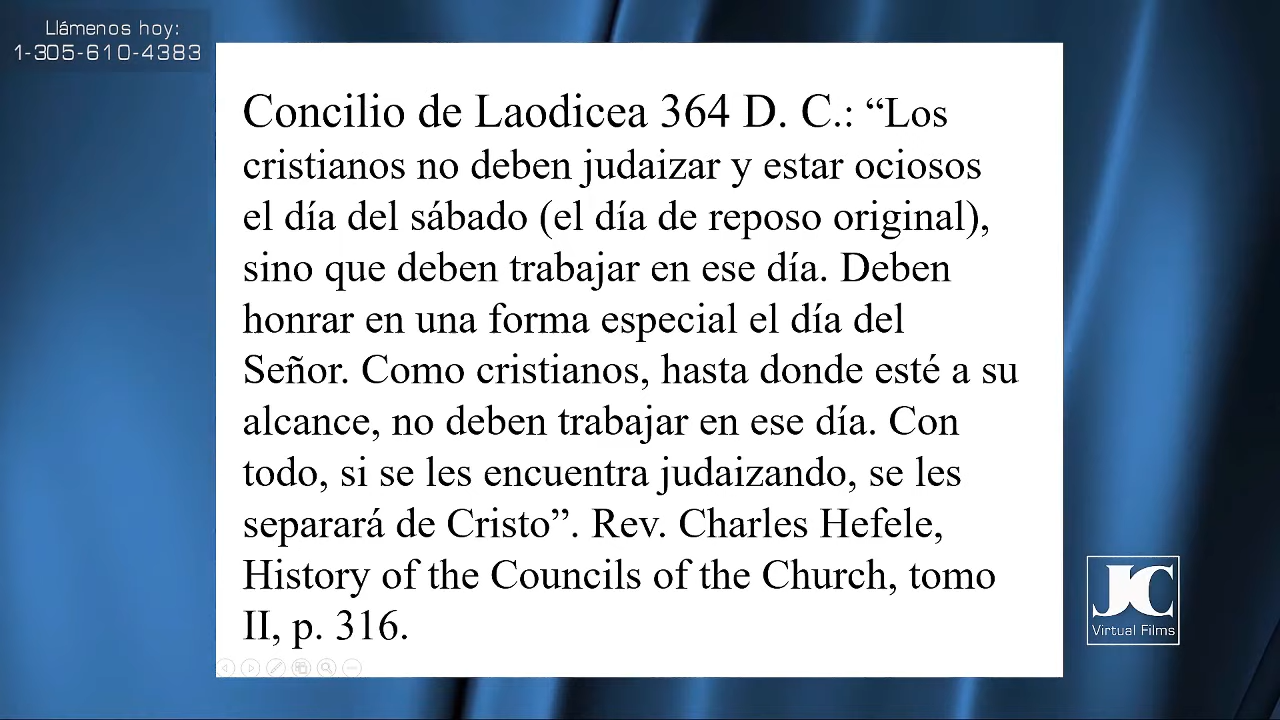 Llámenos hoy:
1-305-610-4383
Concilio de Laodicea 364 D. C.: “Los
cristianos no deben judaizar y estar ociosos
el día del sábado (el día de reposo original),
sino que deben trabajar en ese día. Deben
honrar en una forma especial el día del
Señor. Como cristianos, hasta donde esté a su
alcance, no deben trabajar en ese día. Con
todo, si se les encuentra judaizando, se les
separará de Cristo”. Rev. Charles Hefele,
History of the Councils of the Church, tomo
II, p. 316.
JC
Virtual Films